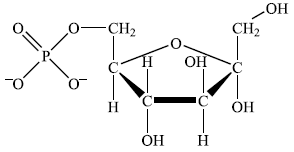 OH
O O CH₂ CH₂
O
P H OH
C C
⁻O O⁻ H C C OH
OH H